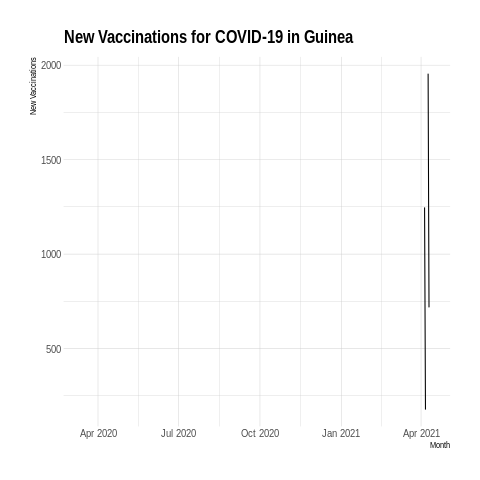 New Vaccinations for COVID-19 in Guinea
New Vaccinations
2000
1500
1000
500
Apr 2020 Jul 2020 Oct 2020 Jan 2021 Apr 2021
Month